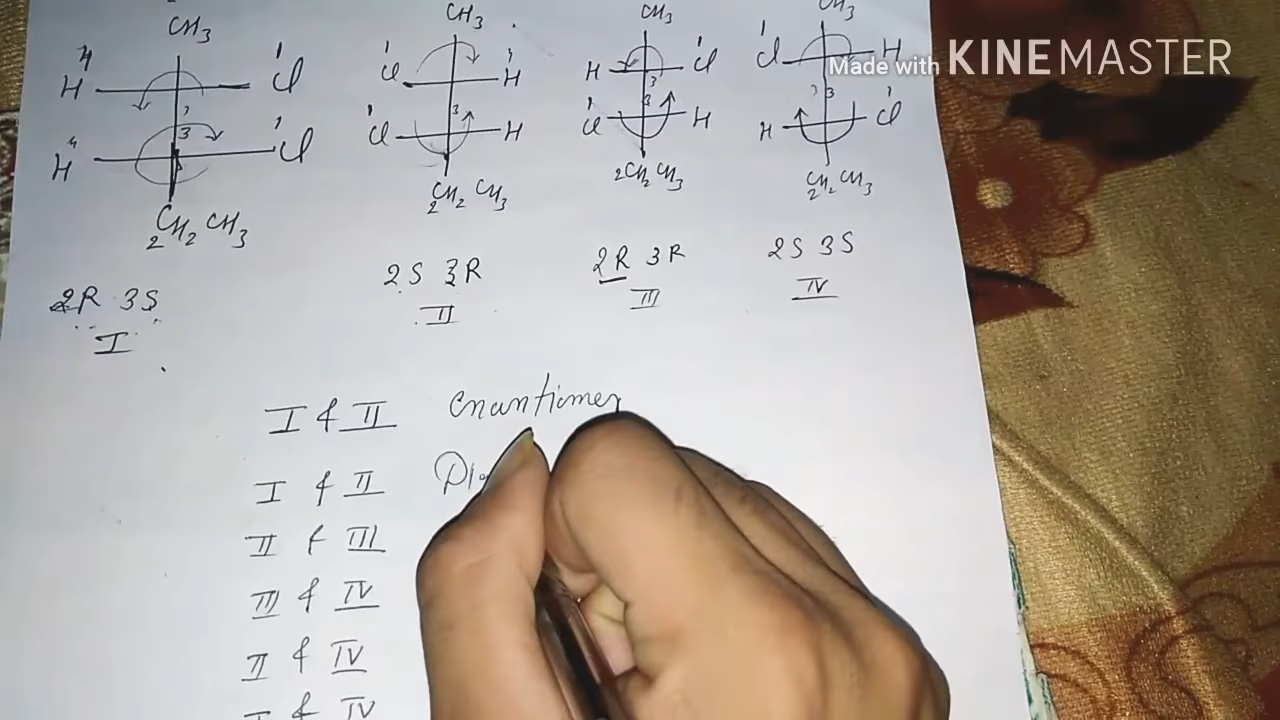 CH3 CH3 CH3 CH3
H Cl Cl H H Cl Cl H
H Cl Cl H Cl H H Cl
CH2 CH3 CH2 CH3 CH2 CH3 CH2 CH3
2R 3S 2S 3R 2R 3R 2S 3S
I II III IV
I & II Enantiomer
I & II
II & III
III & IV
II & IV
I & IV
Made with KINEMASTER